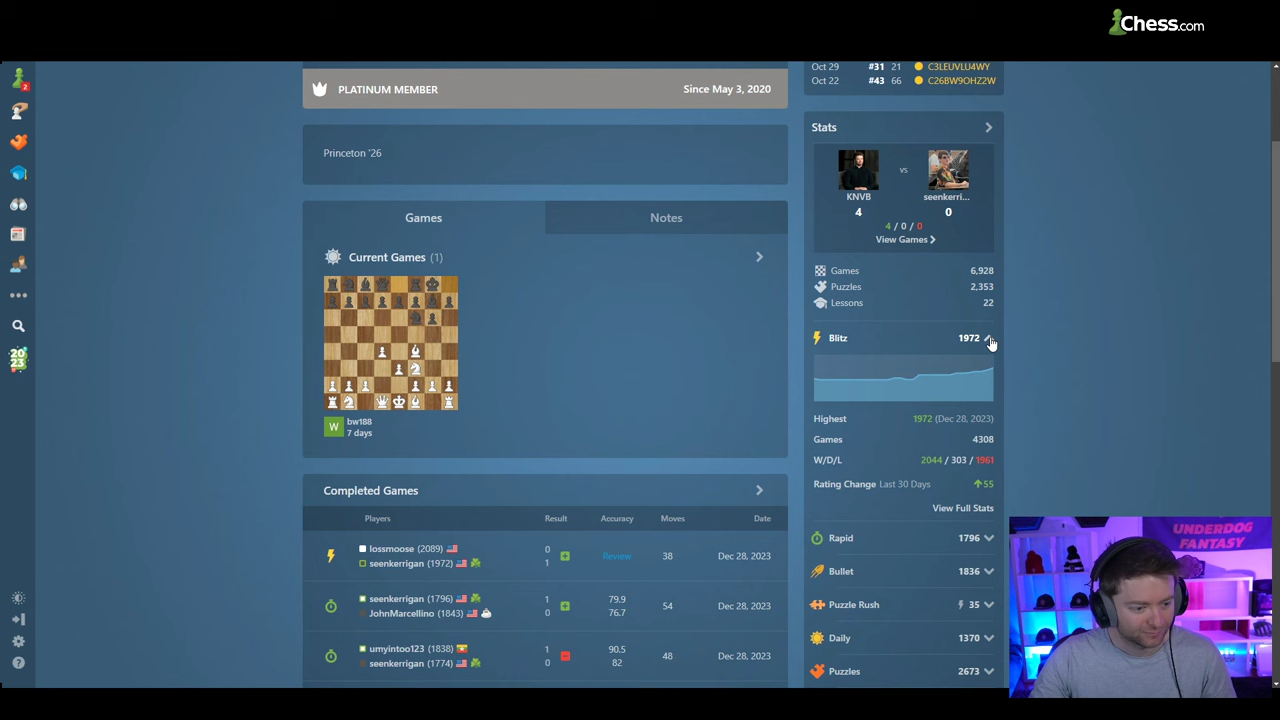 Chess.com
Oct 29 #31 21 C3LEUVLU4WY
Oct 22 #43 66 C26BW9OHZ2W
2
PLATINUM MEMBER Since May 3, 2020
Princeton '26
Games Notes
Current Games (1)
W bw188
7 days
Completed Games
Players Result Accuracy Moves Date
lossmoose (2089) 0
seenkerrigan (1972) 1
Review 38 Dec 28, 2023
seenkerrigan (1796) 1 79.9
JohnMarcellino (1843) 0 76.7
54 Dec 28, 2023
umyintoo123 (1838) 1 90.5
seenkerrigan (1774) 0 82
48 Dec 28, 2023
Stats
vs
KNVB seenkerri...
4 0
4 / 0 / 0
View Games
Games 6,928
Puzzles 2,353
Lessons 22
Blitz 1972
Highest 1972 (Dec 28, 2023)
Games 4308
W/D/L 2044 / 303 / 1961
Rating Change Last 30 Days 55
View Full Stats
Rapid 1796
Bullet 1836
Puzzle Rush 35
Daily 1370
Puzzles 2673
2023
UNDERDOG
FANTASY